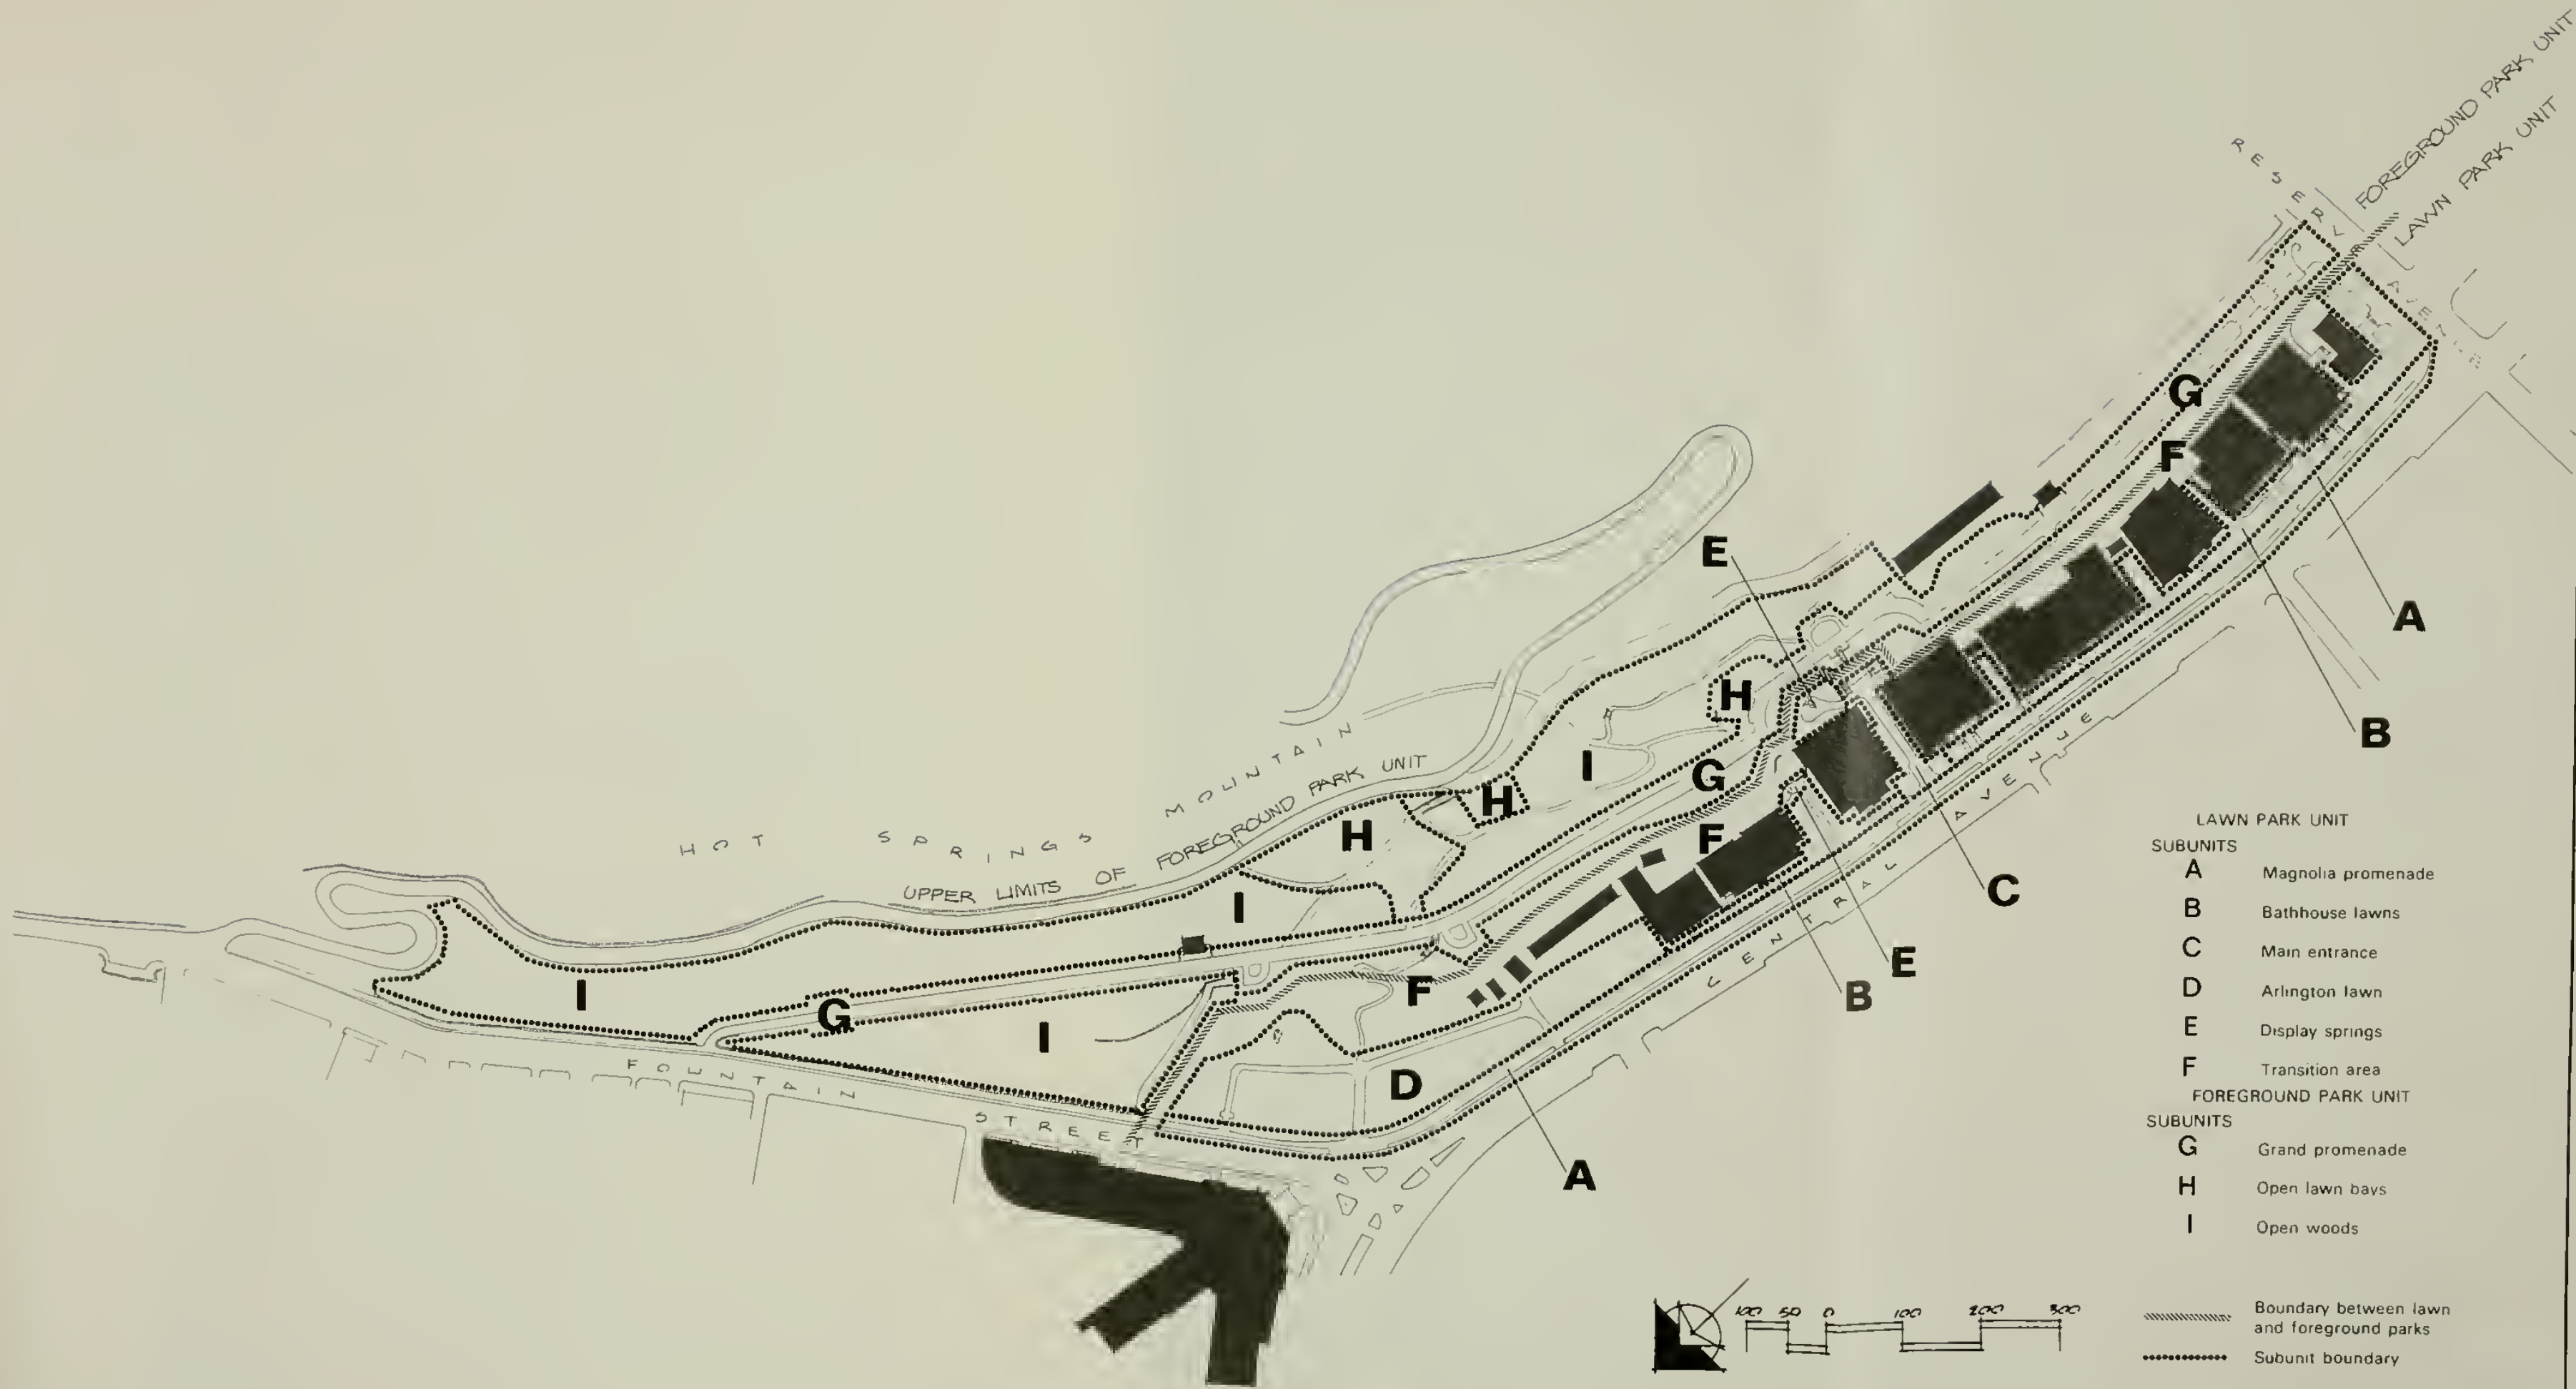 FOREGROUND PARK UNIT
LAWN PARK UNIT
RESERVE
AVENUE
G
F
E
A
H
B
I
G
H
MOUNTAIN
UPPER LIMITS OF FOREGROUND PARK UNIT
H
F
HOT SPRINGS
C
I
CENTRAL AVENUE
E
B
I
F
G
I
FOUNTAIN STREET
D
A
LAWN PARK UNIT
SUBUNITS
A Magnolia promenade
B Bathhouse lawns
C Main entrance
D Arlington lawn
E Display springs
F Transition area
FOREGROUND PARK UNIT
SUBUNITS
G Grand promenade
H Open lawn bays
I Open woods
100 50 0 100 200 300
Boundary between lawn
and foreground parks
Subunit boundary